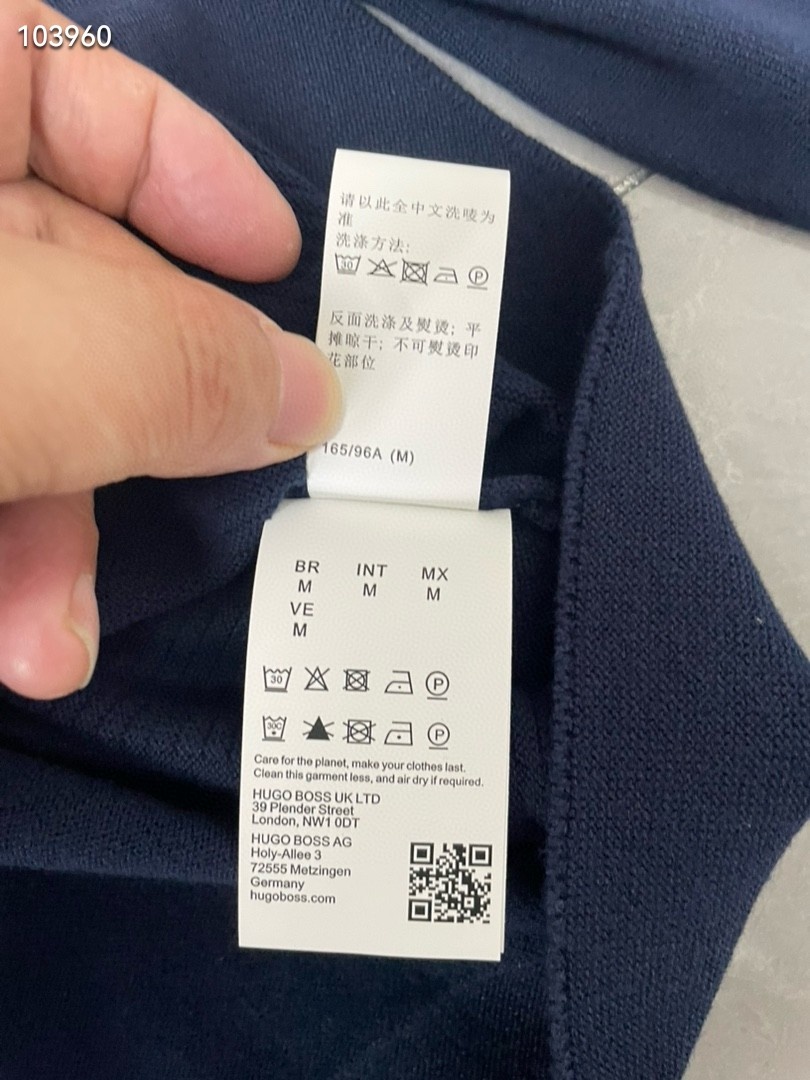 103960
请以此全中文洗唛为
准
洗涤方法:
30 P
反面洗涤及熨烫; 平
摊晾干; 不可熨烫印
花部位
165/96A (M)
BR INT MX
M M M
VE
M
30 P
30C P
Care for the planet, make your clothes last.
Clean this garment less, and air dry if required.
HUGO BOSS UK LTD
39 Plender Street
London, NW1 0DT
HUGO BOSS AG
Holy-Allee 3
72555 Metzingen
Germany
hugoboss.com